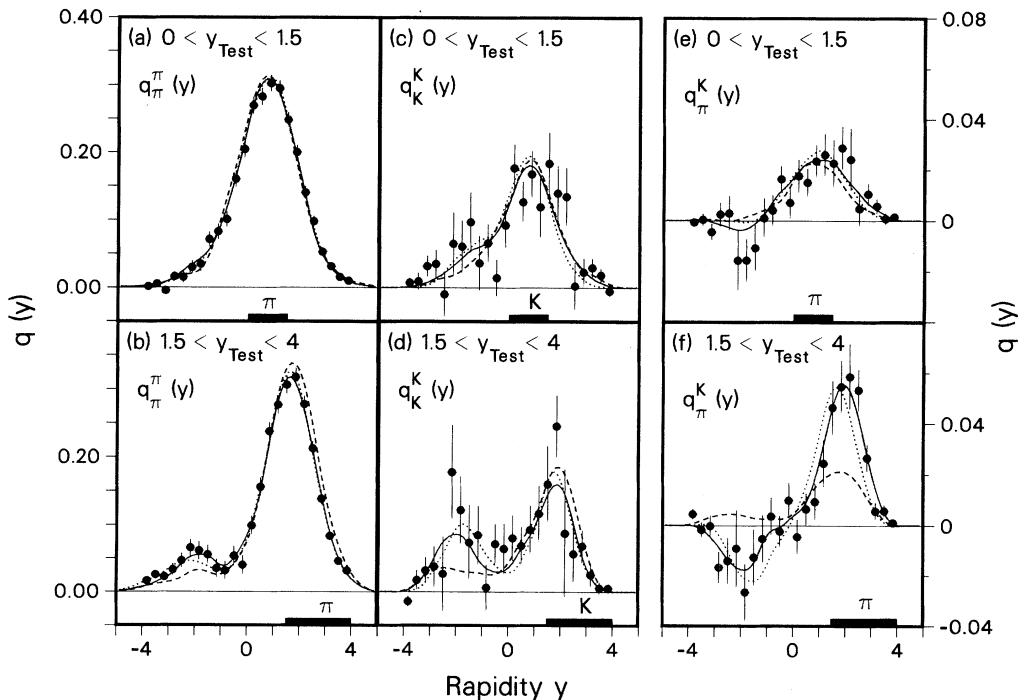 0.40
(a) 0 < y_Test < 1.5
(c) 0 < y_Test < 1.5
(e) 0 < y_Test < 1.5
0.08
q_π^π (y)
q_K^K (y)
q_π^K (y)
0.20
0.04
0.00
0
π
K
π
q (y)
q (y)
(b) 1.5 < y_Test < 4
(d) 1.5 < y_Test < 4
(f) 1.5 < y_Test < 4
q_π^π (y)
q_K^K (y)
q_π^K (y)
0.20
0.04
0.00
0
π
K
π
-0.04
-4 0 4 -4 0 4 -4 0 4
Rapidity y